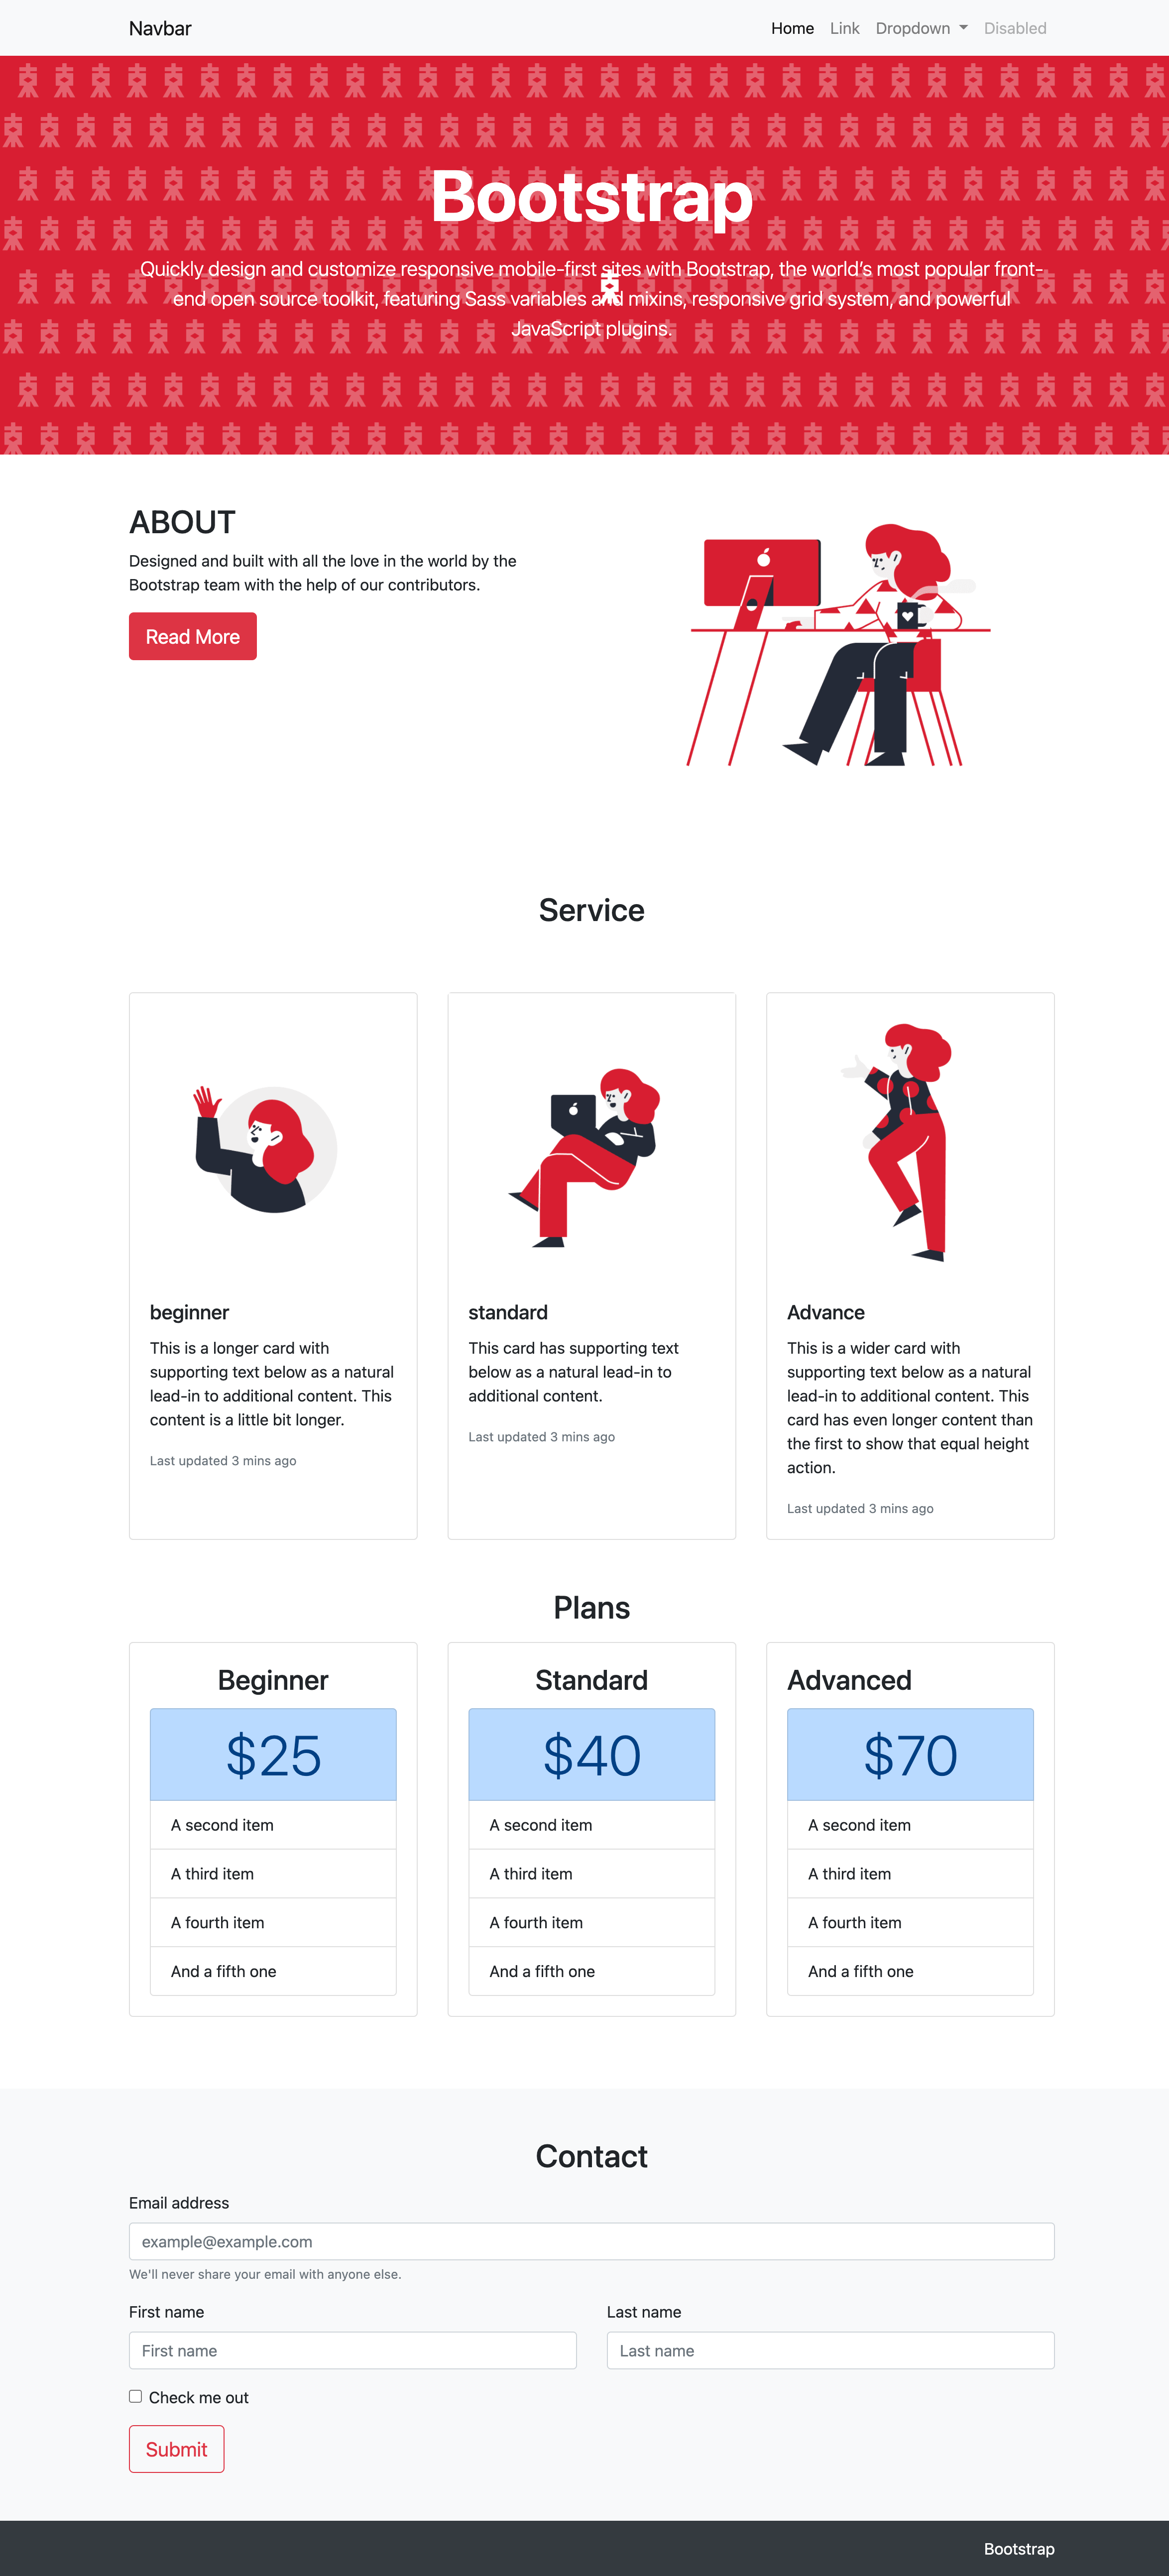 Navbar
Home Link Dropdown Disabled
Bootstrap
Quickly design and customize responsive mobile-first sites with Bootstrap, the world’s most popular front-
end open source toolkit, featuring Sass variables and mixins, responsive grid system, and powerful
JavaScript plugins.
ABOUT
Designed and built with all the love in the world by the
Bootstrap team with the help of our contributors.
Read More
Service
beginner
This is a longer card with
supporting text below as a natural
lead-in to additional content. This
content is a little bit longer.
Last updated 3 mins ago
standard
This card has supporting text
below as a natural lead-in to
additional content.
Last updated 3 mins ago
Advance
This is a wider card with
supporting text below as a natural
lead-in to additional content. This
card has even longer content than
the first to show that equal height
action.
Last updated 3 mins ago
Plans
Beginner
$25
A second item
A third item
A fourth item
And a fifth one
Standard
$40
A second item
A third item
A fourth item
And a fifth one
Advanced
$70
A second item
A third item
A fourth item
And a fifth one
Contact
Email address
example@example.com
We'll never share your email with anyone else.
First name
First name
Last name
Last name
Check me out
Submit
Bootstrap